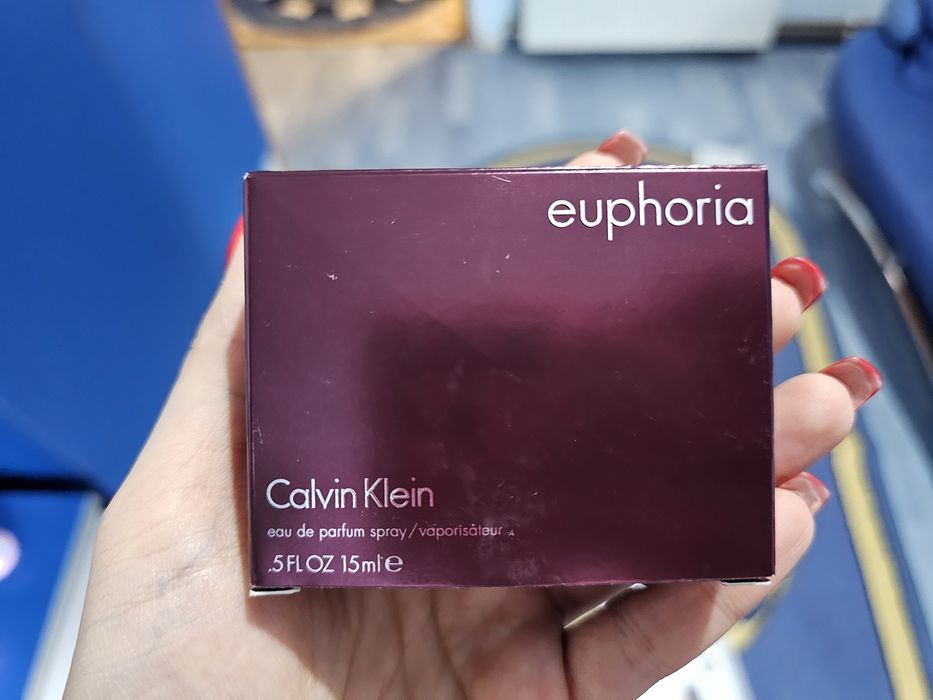 euphoria
Calvin Klein
eau de parfum spray/vaporisateur
.5 FL OZ 15 ml ℮